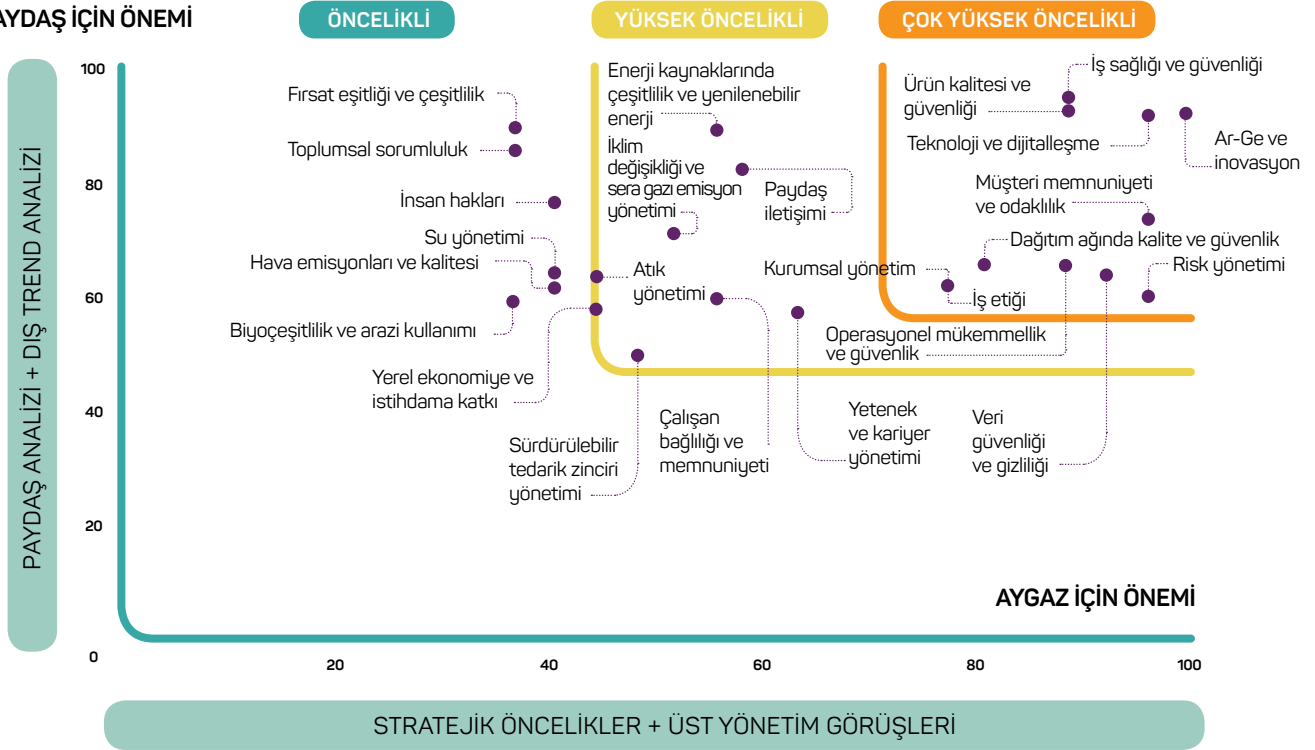 AYDAŞ İÇİN ÖNEMİ
ÖNCELİKLİ
YÜKSEK ÖNCELİKLİ
ÇOK YÜKSEK ÖNCELİKLİ
PAYDAŞ ANALİZİ + DIŞ TREND ANALİZİ
100
80
60
40
20
0
Fırsat eşitliği ve çeşitlilik
Toplumsal sorumluluk
İnsan hakları
Su yönetimi
Hava emisyonları ve kalitesi
Biyoçeşitlilik ve arazi kullanımı
Yerel ekonomiye ve
istihdama katkı
Enerji kaynaklarında
çeşitlilik ve yenilenebilir
enerji
İklim
değişikliği ve
sera gazı emisyon
yönetimi
Paydaş
iletişimi
Atık
yönetimi
Sürdürülebilir
tedarik zinciri
yönetimi
Çalışan
bağlılığı ve
memnuniyeti
Yetenek
ve kariyer
yönetimi
İş sağlığı ve güvenliği
Ürün kalitesi ve
güvenliği
Teknoloji ve dijitalleşme
Ar-Ge ve
inovasyon
Müşteri memnuniyeti
ve odaklılık
Dağıtım ağında kalite ve güvenlik
Kurumsal yönetim
Risk yönetimi
İş etiği
Operasyonel mükemmellik
ve güvenlik
Veri
güvenliği
ve gizliliği
AYGAZ İÇİN ÖNEMİ
20
40
60
80
100
STRATEJİK ÖNCELİKLER + ÜST YÖNETİM GÖRÜŞLERİ